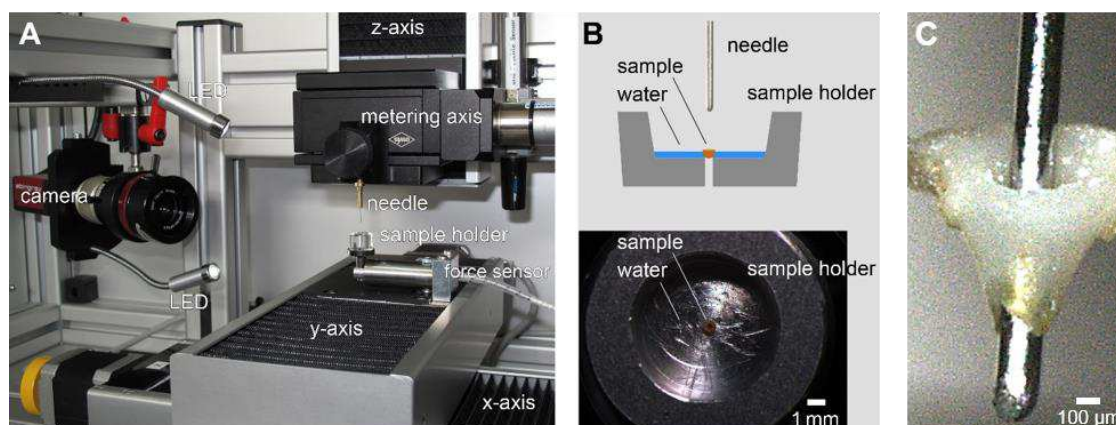 A
z-axis
LED
metering axis
camera
needle
sample holder
force sensor
LED
y-axis
x-axis
B
needle
sample
water
sample holder
sample
water
sample holder
1 mm
C
100 µm